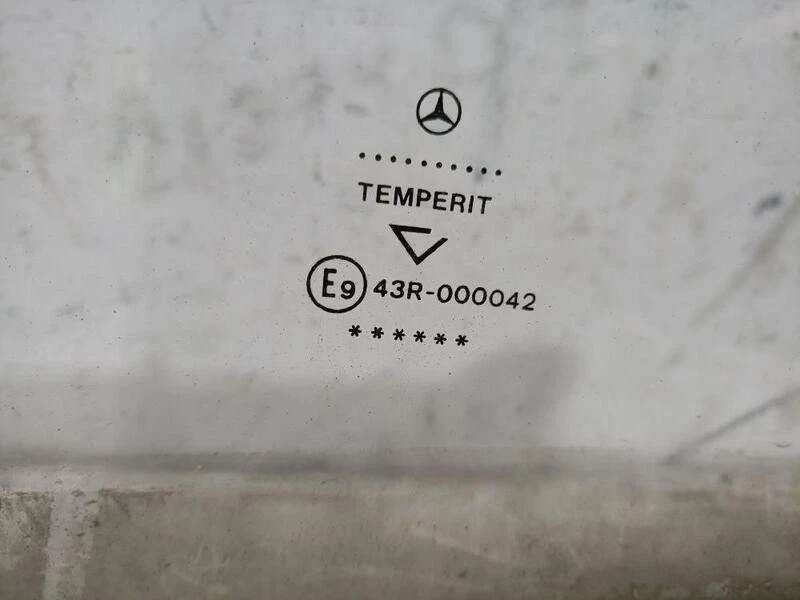 ..........
TEMPERIT
E9 43R-000042
******